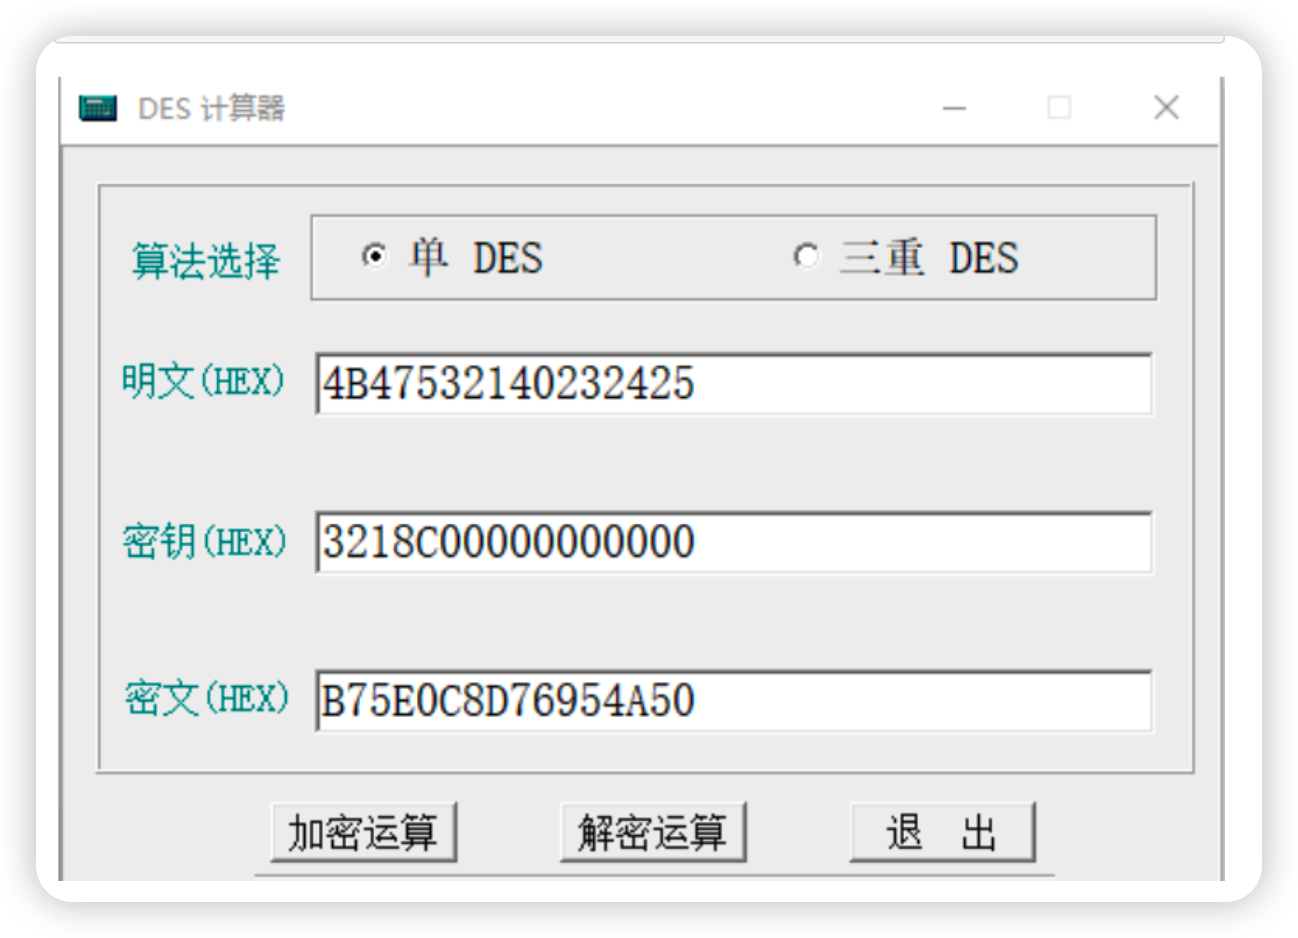 DES 计算器
算法选择 单 DES 三重 DES
明文(HEX) 4B47532140232425
密钥(HEX) 3218C00000000000
密文(HEX) B75E0C8D76954A50
加密运算 解密运算 退 出